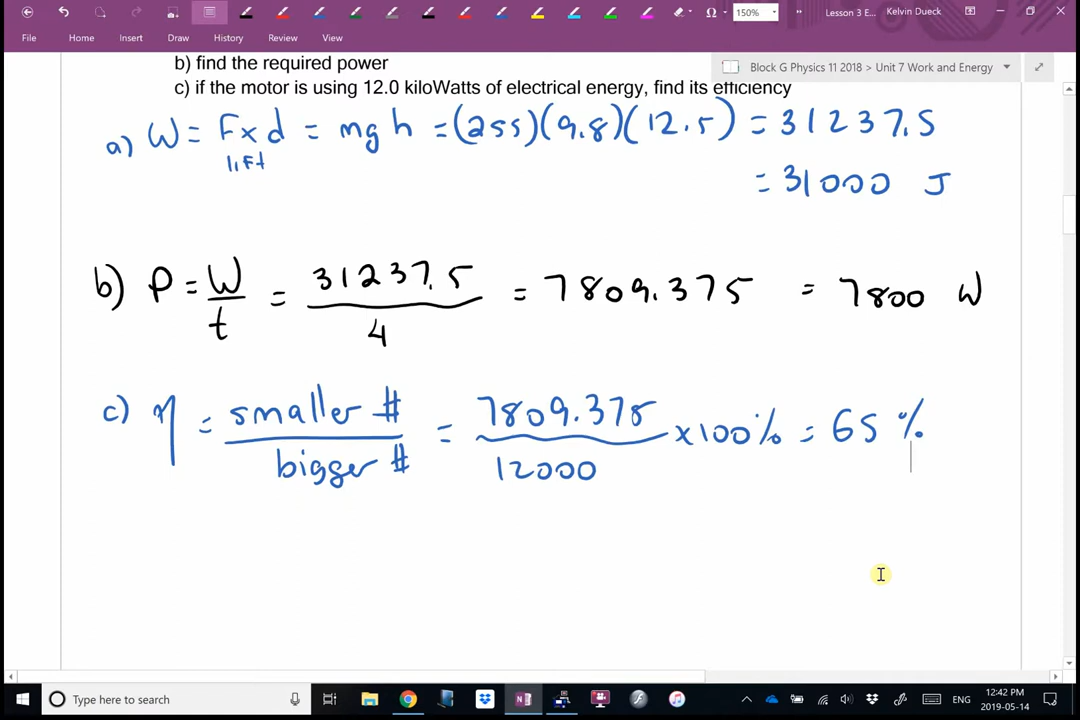 150%
Lesson 3 E...
Kelvin Dueck
File Home Insert Draw History Review View
b) find the required power
Block G Physics 11 2018 > Unit 7 Work and Energy
c) if the motor is using 12.0 kiloWatts of electrical energy, find its efficiency
a) W = F x d = mgh = (255)(9.8)(12.5) = 31237.5
lift
= 31000 J
b) P = W/t = 31237.5/4 = 7809.375 = 7800 W
c) η = smaller #/bigger # = 7809.375/12000 x100% = 65 %
Type here to search
ENG
12:42 PM
2019-05-14